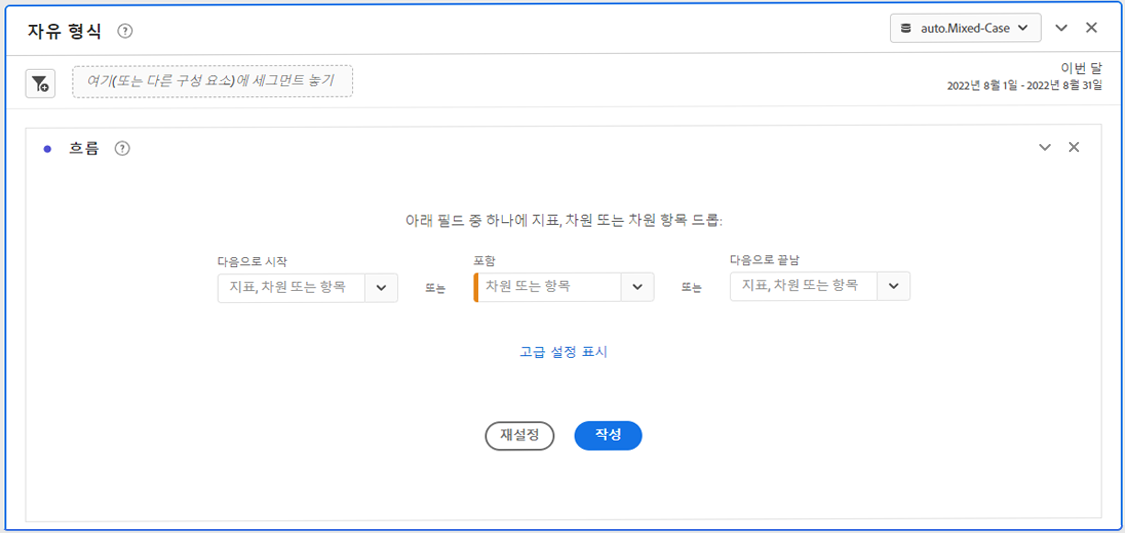 자유 형식
auto.Mixed-Case
여기(또는 다른 구성 요소)에 세그먼트 놓기
이번 달
2022년 8월 1일 - 2022년 8월 31일
흐름
아래 필드 중 하나에 지표, 차원 또는 차원 항목 드롭:
다음으로 시작
포함
다음으로 끝남
지표, 차원 또는 항목
또는
차원 또는 항목
또는
지표, 차원 또는 항목
고급 설정 표시
재설정
작성